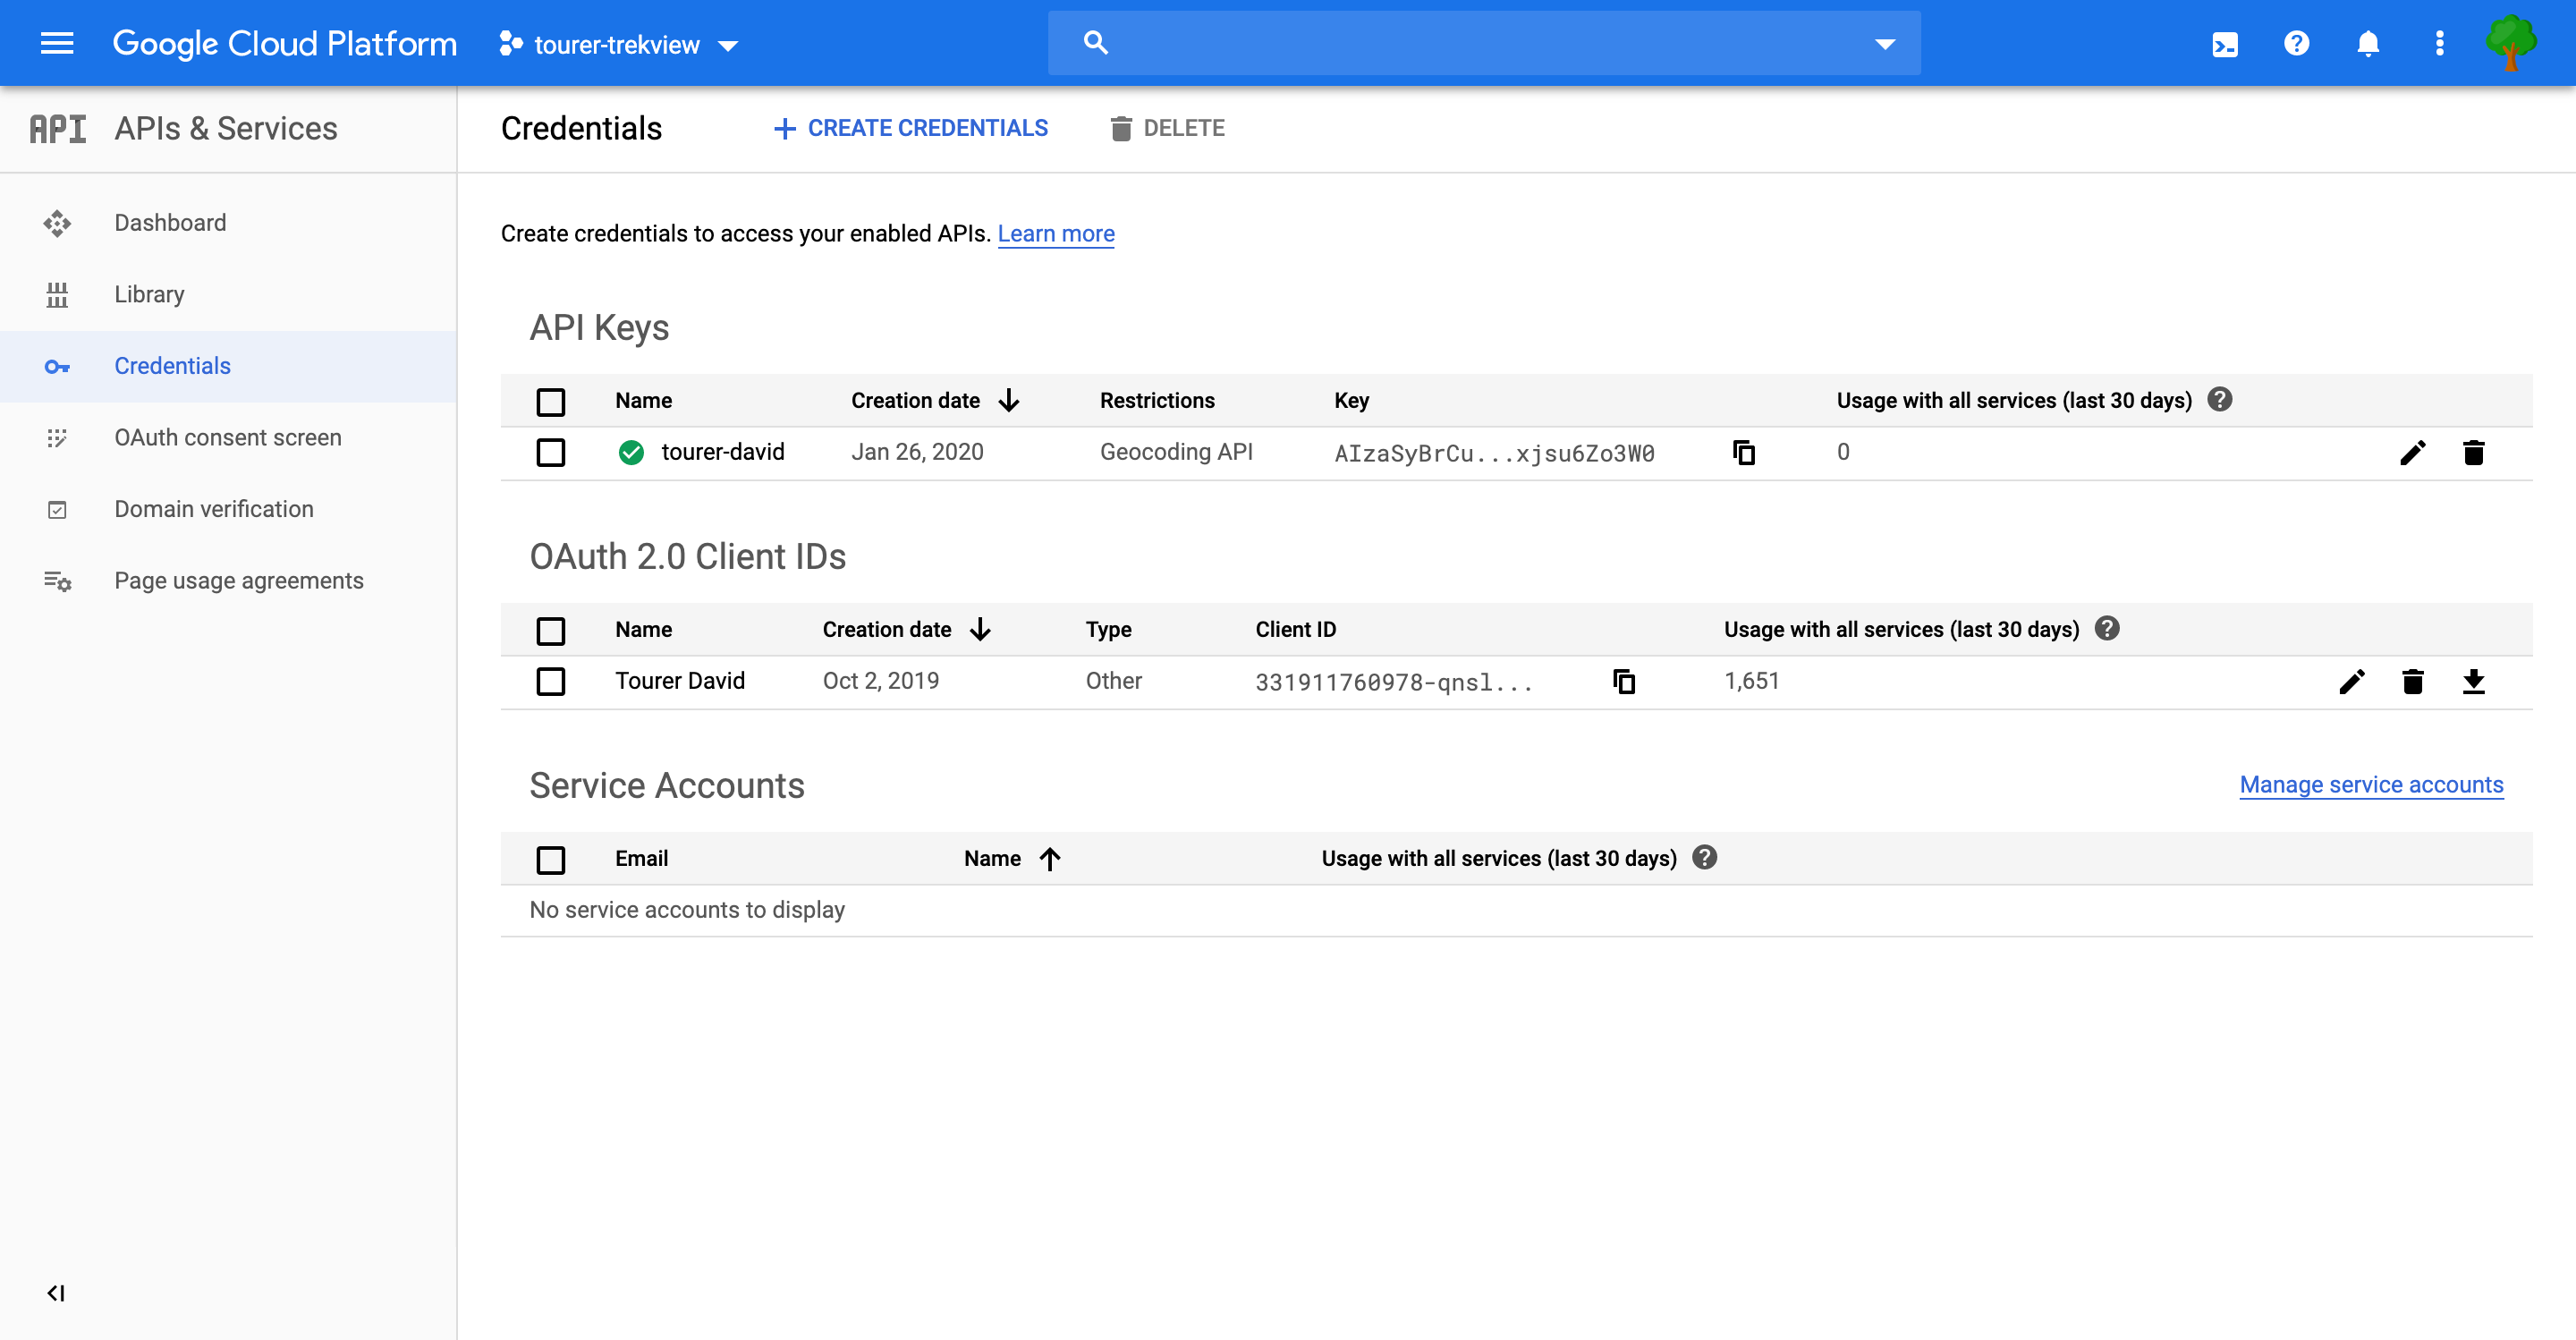 Google Cloud Platform tourer-trekview
API APIs & Services
Credentials + CREATE CREDENTIALS DELETE
Dashboard
Library
Credentials
OAuth consent screen
Domain verification
Page usage agreements
Create credentials to access your enabled APIs. Learn more
API Keys
Name Creation date Restrictions Key Usage with all services (last 30 days)
tourer-david Jan 26, 2020 Geocoding API AIzaSyBrCu...xjsu6Zo3W0 0
OAuth 2.0 Client IDs
Name Creation date Type Client ID Usage with all services (last 30 days)
Tourer David Oct 2, 2019 Other 331911760978-qnsl... 1,651
Service Accounts Manage service accounts
Email Name Usage with all services (last 30 days)
No service accounts to display